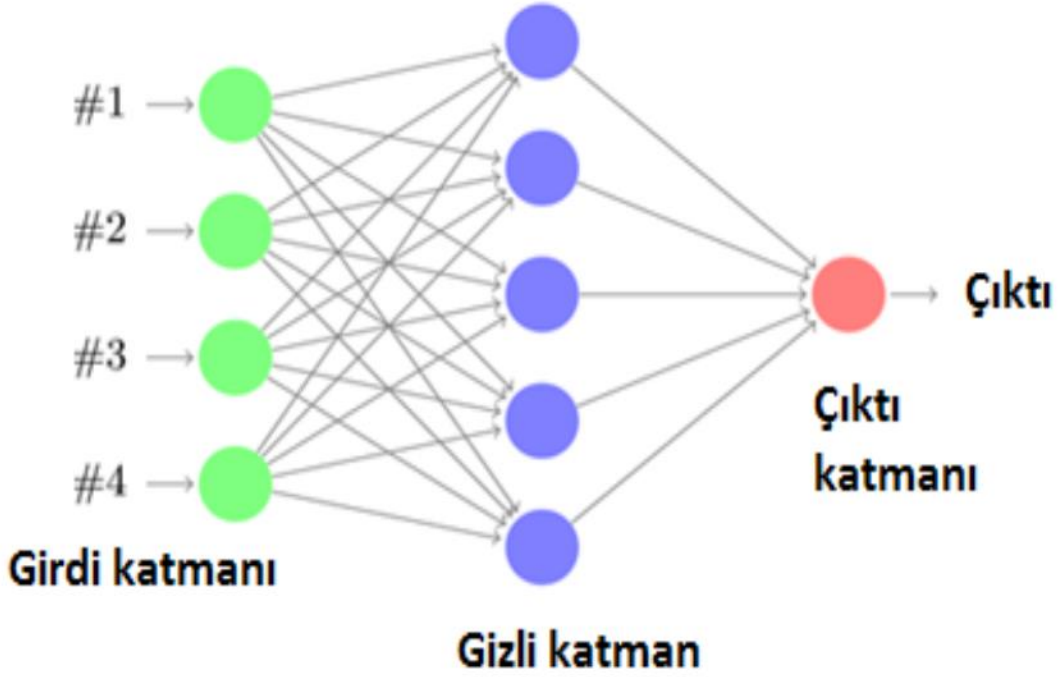 #1
#2
#3
#4
Girdi katmanı
Gizli katman
Çıktı
Çıktı
katmanı